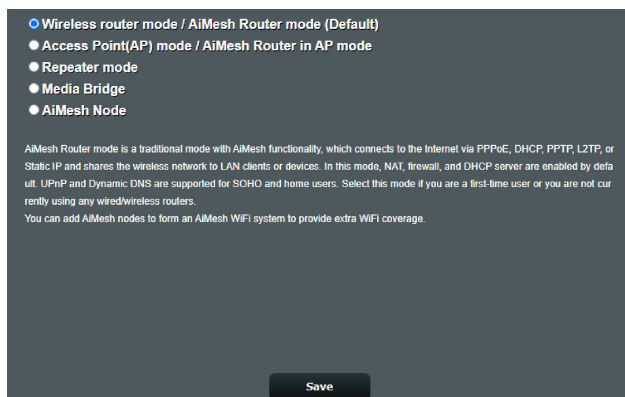 Wireless router mode / AiMesh Router mode (Default)
Access Point(AP) mode / AiMesh Router in AP mode
Repeater mode
Media Bridge
AiMesh Node
AiMesh Router mode is a traditional mode with AiMesh functionality, which connects to the Internet via PPPoE, DHCP, PPTP, L2TP, or
Static IP and shares the wireless network to LAN clients or devices. In this mode, NAT, firewall, and DHCP server are enabled by defa
ult. UPnP and Dynamic DNS are supported for SOHO and home users. Select this mode if you are a first-time user or you are not cur
rently using any wired/wireless routers.
You can add AiMesh nodes to form an AiMesh WiFi system to provide extra WiFi coverage.
Save